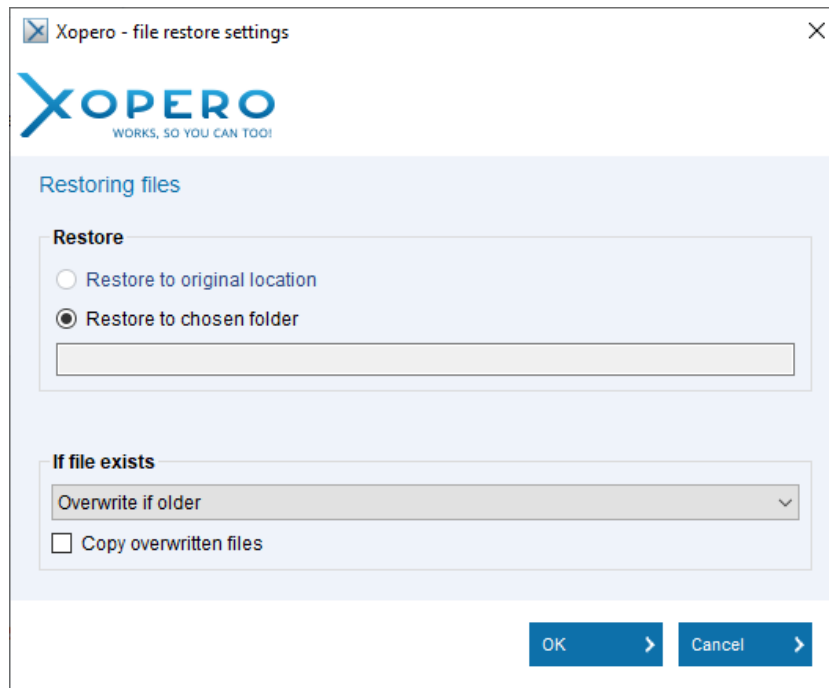 Xopero - file restore settings
XOPERO
WORKS, SO YOU CAN TOO!
Restoring files
Restore
Restore to original location
Restore to chosen folder
If file exists
Overwrite if older
Copy overwritten files
OK
Cancel